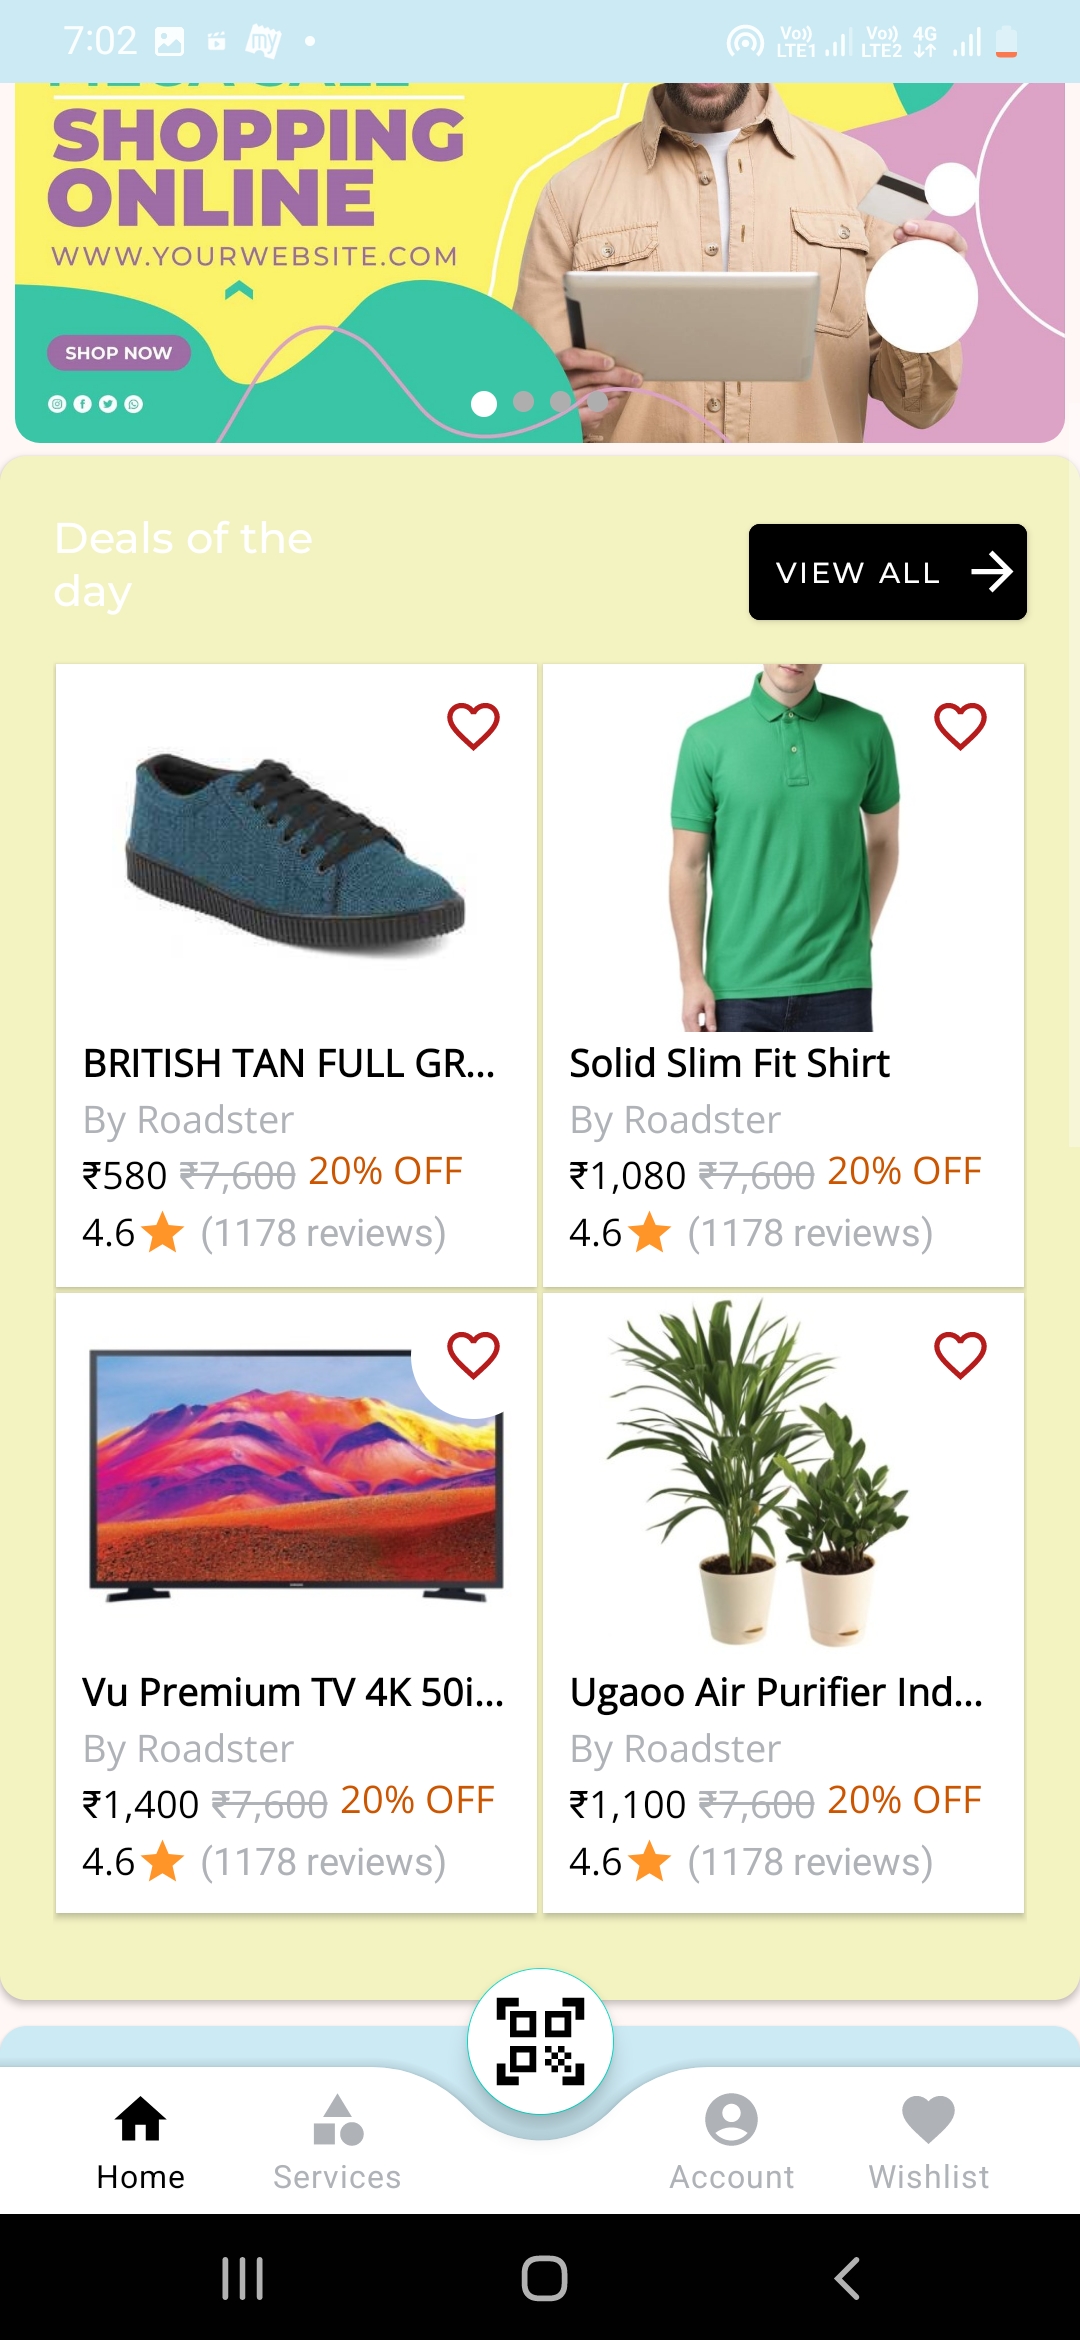 7:02
Vo)) LTE1 Vo)) LTE2 4G
SHOPPING
ONLINE
WWW.YOURWEBSITE.COM
SHOP NOW
Deals of the
day
VIEW ALL
BRITISH TAN FULL GR...
By Roadster
₹580 ₹7,600 20% OFF
4.6 (1178 reviews)
Solid Slim Fit Shirt
By Roadster
₹1,080 ₹7,600 20% OFF
4.6 (1178 reviews)
Vu Premium TV 4K 50i...
By Roadster
₹1,400 ₹7,600 20% OFF
4.6 (1178 reviews)
Ugaoo Air Purifier Ind...
By Roadster
₹1,100 ₹7,600 20% OFF
4.6 (1178 reviews)
Home
Services
Account
Wishlist